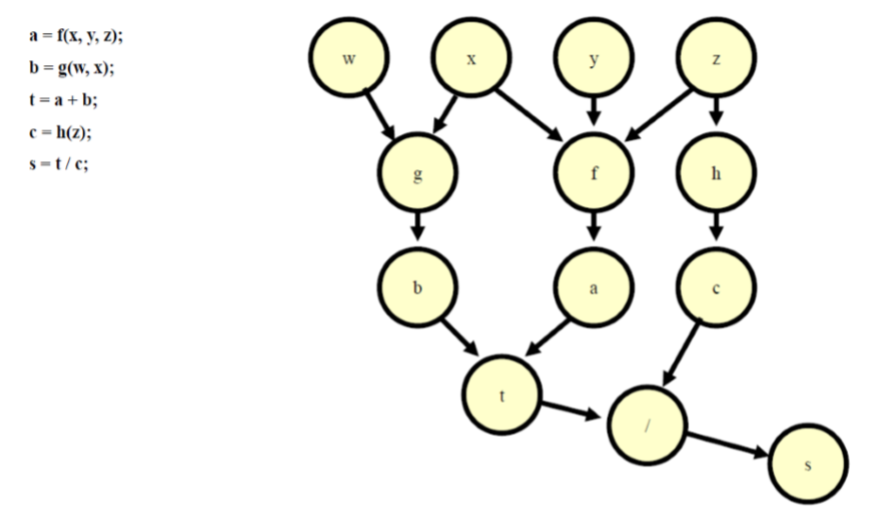 a = f(x, y, z);
b = g(w, x);
t = a + b;
c = h(z);
s = t / c;
w x y z
g f h
b a c
t
/
s